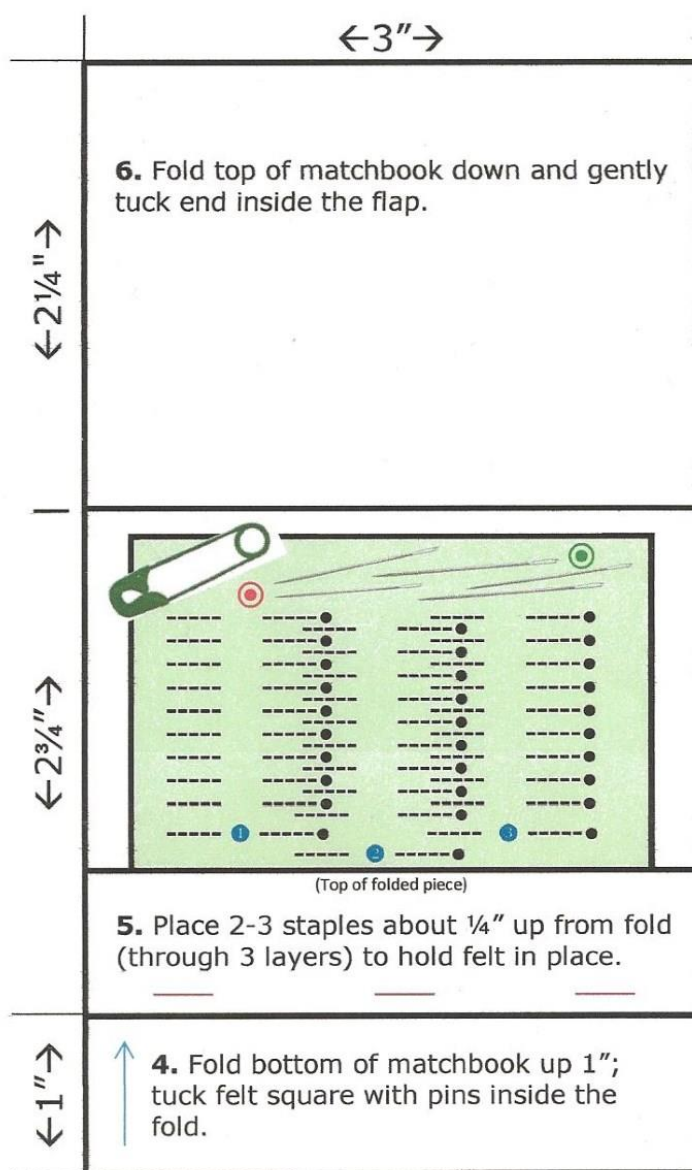 ←3"→
6. Fold top of matchbook down and gently
tuck end inside the flap.
←2¼"→
←2¾"→
1
3
2
(Top of folded piece)
5. Place 2-3 staples about ¼" up from fold
(through 3 layers) to hold felt in place.
←1"→
4. Fold bottom of matchbook up 1";
tuck felt square with pins inside the
fold.